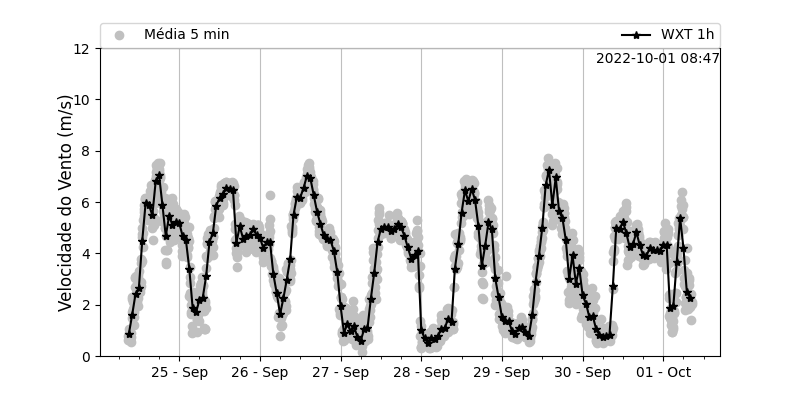 Média 5 min
WXT 1h
2022-10-01 08:47
Velocidade do Vento (m/s)
12
10
8
6
4
2
0
25 - Sep
26 - Sep
27 - Sep
28 - Sep
29 - Sep
30 - Sep
01 - Oct